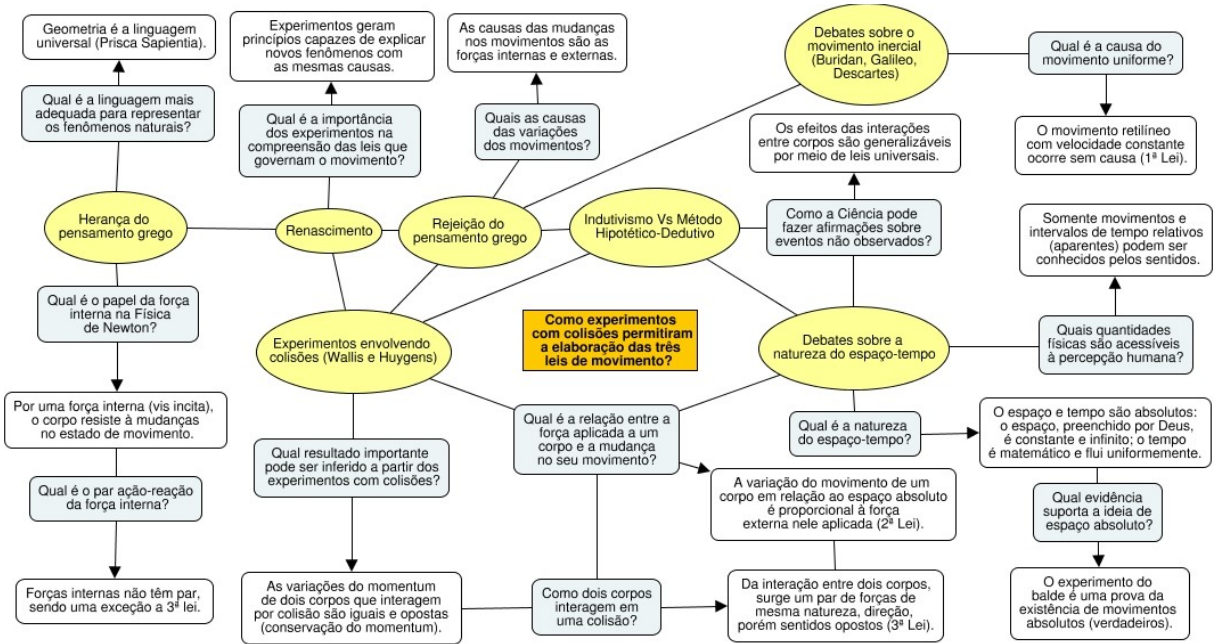 Geometria é a linguagem
universal (Prisca Sapientia).
Experimentos geram
princípios capazes de explicar
novos fenômenos com
as mesmas causas.
As causas das mudanças
nos movimentos são as
forças internas e externas.
Debates sobre o
movimento inercial
(Buridan, Galileo,
Descartes)
Qual é a causa do
movimento uniforme?
Qual é a linguagem mais
adequada para representar
os fenômenos naturais?
Qual é a importância
dos experimentos na
compreensão das leis que
governam o movimento?
Quais as causas
das variações
dos movimentos?
Os efeitos das interações
entre corpos são generalizáveis
por meio de leis universais.
O movimento retilíneo
com velocidade constante
ocorre sem causa (1ª Lei).
Herança do
pensamento grego
Renascimento
Rejeição do
pensamento grego
Indutivismo Vs Método
Hipotético-Dedutivo
Como a Ciência pode
fazer afirmações sobre
eventos não observados?
Somente movimentos e
intervalos de tempo relativos
(aparentes) podem ser
conhecidos pelos sentidos.
Qual é o papel da força
interna na Física
de Newton?
Experimentos envolvendo
colisões (Wallis e Huygens)
Como experimentos
com colisões permitiram
a elaboração das três
leis de movimento?
Debates sobre a
natureza do espaço-tempo
Quais quantidades
físicas são acessíveis
à percepção humana?
Por uma força interna (vis incita),
o corpo resiste à mudanças
no estado de movimento.
Qual resultado importante
pode ser inferido a partir dos
experimentos com colisões?
Qual é a relação entre a
força aplicada a um
corpo e a mudança
no seu movimento?
Qual é a natureza
do espaço-tempo?
O espaço e tempo são absolutos:
o espaço, preenchido por Deus,
é constante e infinito; o tempo
é matemático e flui uniformemente.
Qual é o par ação-reação
da força interna?
A variação do movimento de um
corpo em relação ao espaço absoluto
é proporcional à força
externa nele aplicada (2ª Lei).
Qual evidência
suporta a ideia de
espaço absoluto?
Forças internas não têm par,
sendo uma exceção a 3ª lei.
As variações do momentum
de dois corpos que interagem
por colisão são iguais e opostas
(conservação do momentum).
Como dois corpos
interagem em
uma colisão?
Da interação entre dois corpos,
surge um par de forças de
mesma natureza, direção,
porém sentidos opostos (3ª Lei).
O experimento do
balde é uma prova da
existência de movimentos
absolutos (verdadeiros).